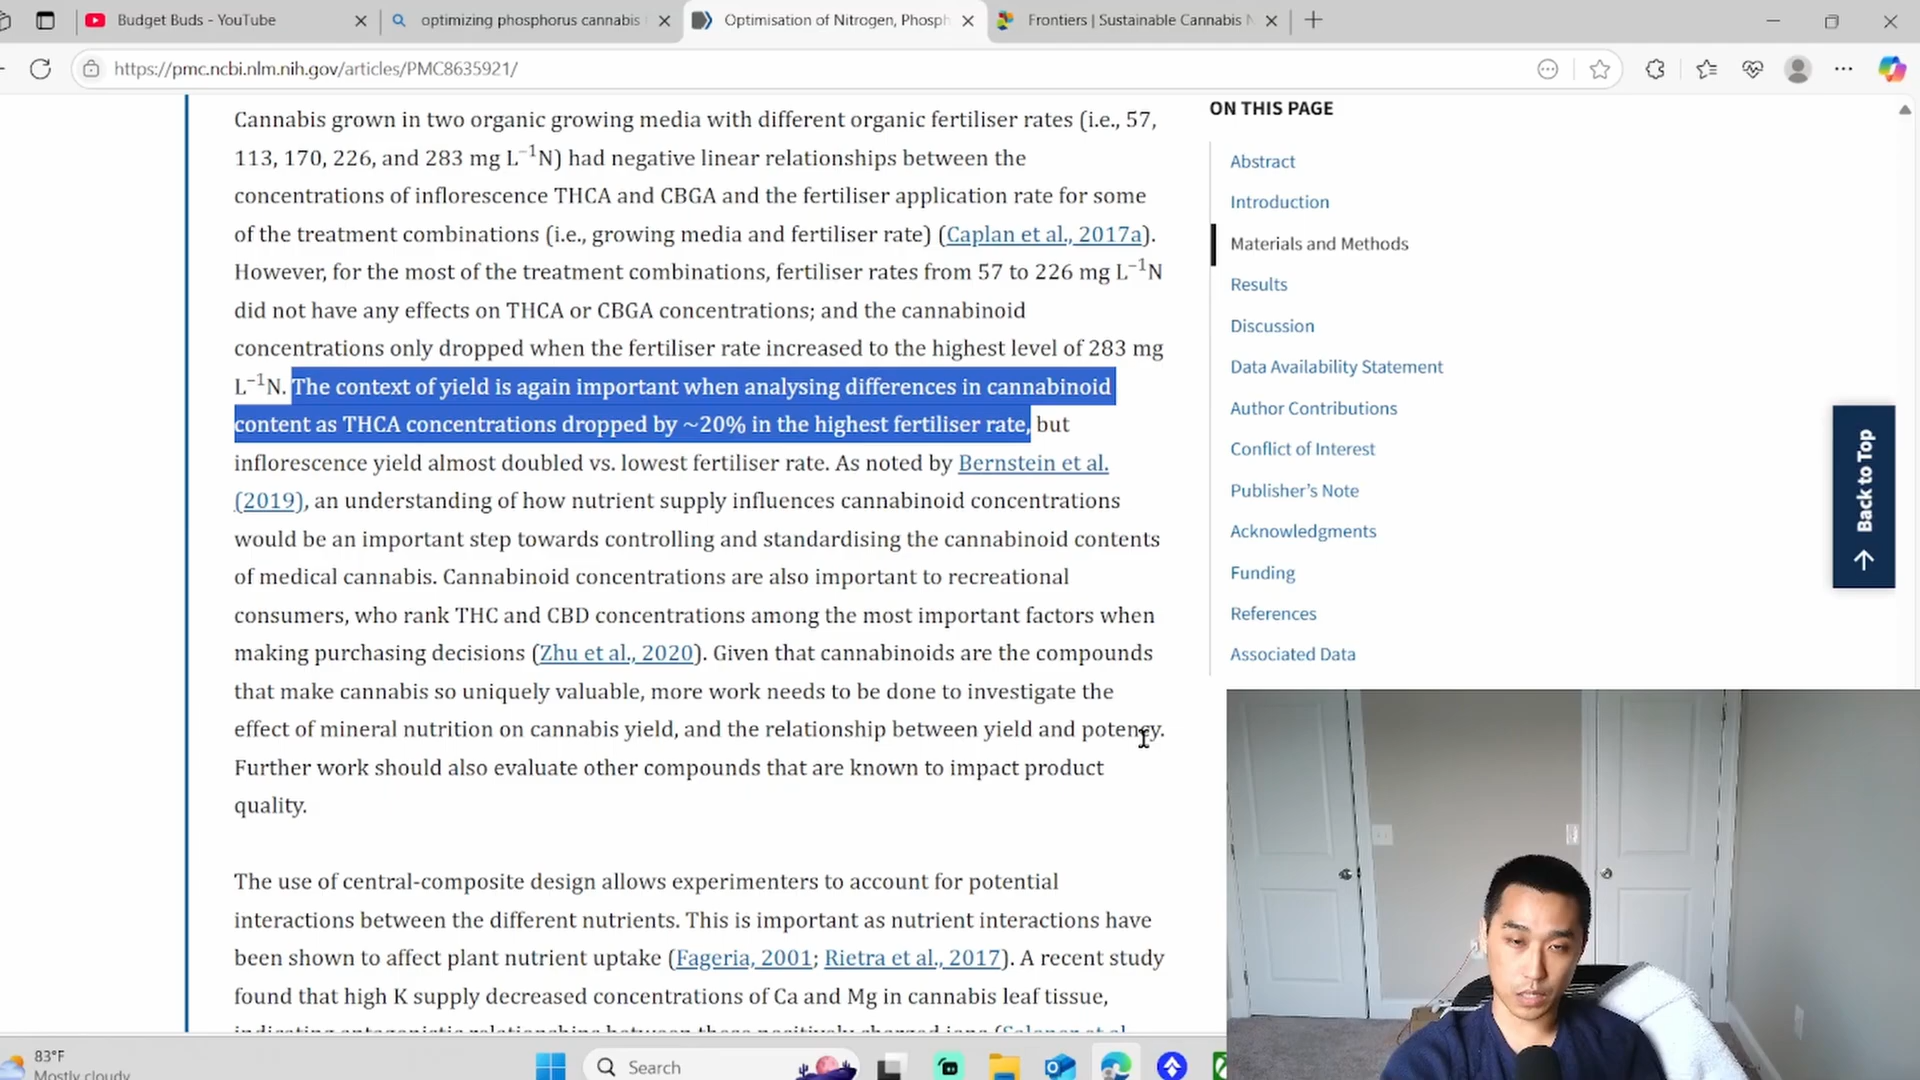 Budget Buds - YouTube
optimizing phosphorus cannabis
Optimisation of Nitrogen, Phosph
Frontiers | Sustainable Cannabis N
https://pmc.ncbi.nlm.nih.gov/articles/PMC8635921/
Cannabis grown in two organic growing media with different organic fertiliser rates (i.e., 57,
113, 170, 226, and 283 mg L⁻¹N) had negative linear relationships between the
concentrations of inflorescence THCA and CBGA and the fertiliser application rate for some
of the treatment combinations (i.e., growing media and fertiliser rate) (Caplan et al., 2017a).
However, for the most of the treatment combinations, fertiliser rates from 57 to 226 mg L⁻¹N
did not have any effects on THCA or CBGA concentrations; and the cannabinoid
concentrations only dropped when the fertiliser rate increased to the highest level of 283 mg
L⁻¹N. The context of yield is again important when analysing differences in cannabinoid
content as THCA concentrations dropped by ~20% in the highest fertiliser rate, but
inflorescence yield almost doubled vs. lowest fertiliser rate. As noted by Bernstein et al.
(2019), an understanding of how nutrient supply influences cannabinoid concentrations
would be an important step towards controlling and standardising the cannabinoid contents
of medical cannabis. Cannabinoid concentrations are also important to recreational
consumers, who rank THC and CBD concentrations among the most important factors when
making purchasing decisions (Zhu et al., 2020). Given that cannabinoids are the compounds
that make cannabis so uniquely valuable, more work needs to be done to investigate the
effect of mineral nutrition on cannabis yield, and the relationship between yield and potency.
Further work should also evaluate other compounds that are known to impact product
quality.
The use of central-composite design allows experimenters to account for potential
interactions between the different nutrients. This is important as nutrient interactions have
been shown to affect plant nutrient uptake (Fageria, 2001; Rietra et al., 2017). A recent study
found that high K supply decreased concentrations of Ca and Mg in cannabis leaf tissue,
ON THIS PAGE
Abstract
Introduction
Materials and Methods
Results
Discussion
Data Availability Statement
Author Contributions
Conflict of Interest
Publisher's Note
Acknowledgments
Funding
References
Associated Data
Back to Top
83°F
Mostly cloudy
Search